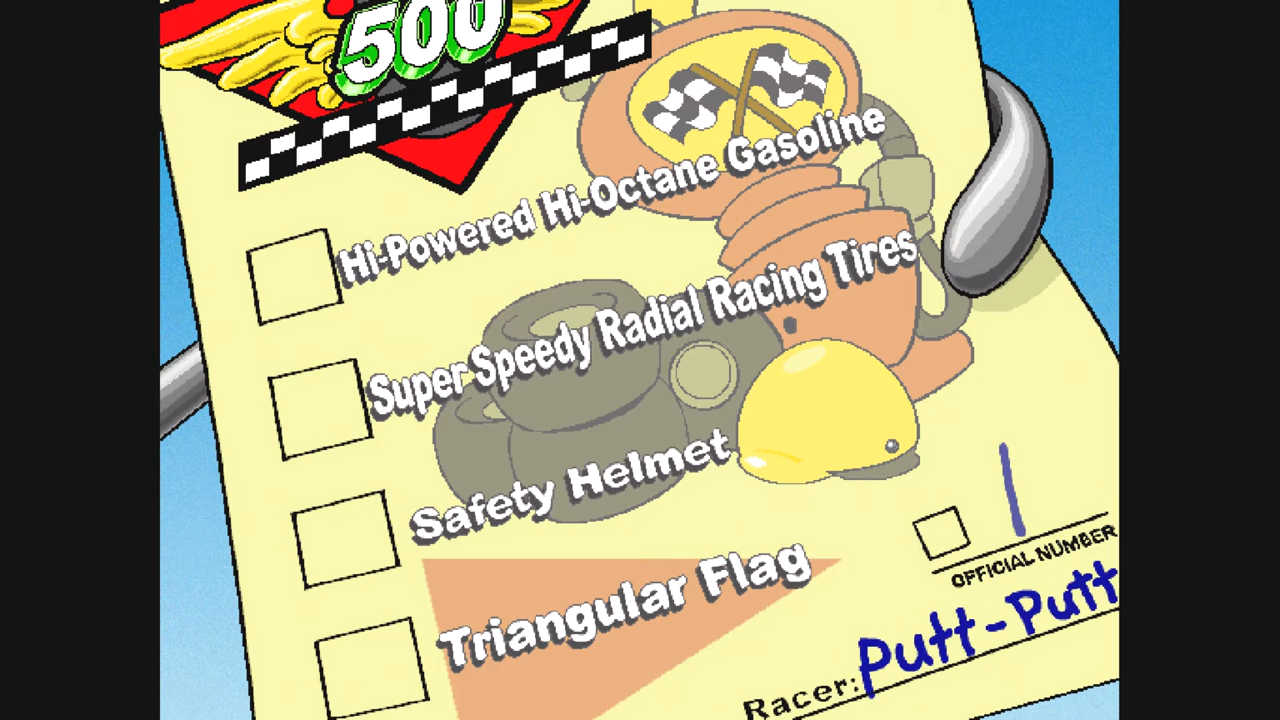 500
Hi-Powered Hi-Octane Gasoline
Super Speedy Radial Racing Tires
Safety Helmet
Triangular Flag
1
OFFICIAL NUMBER
Racer: Putt-Putt